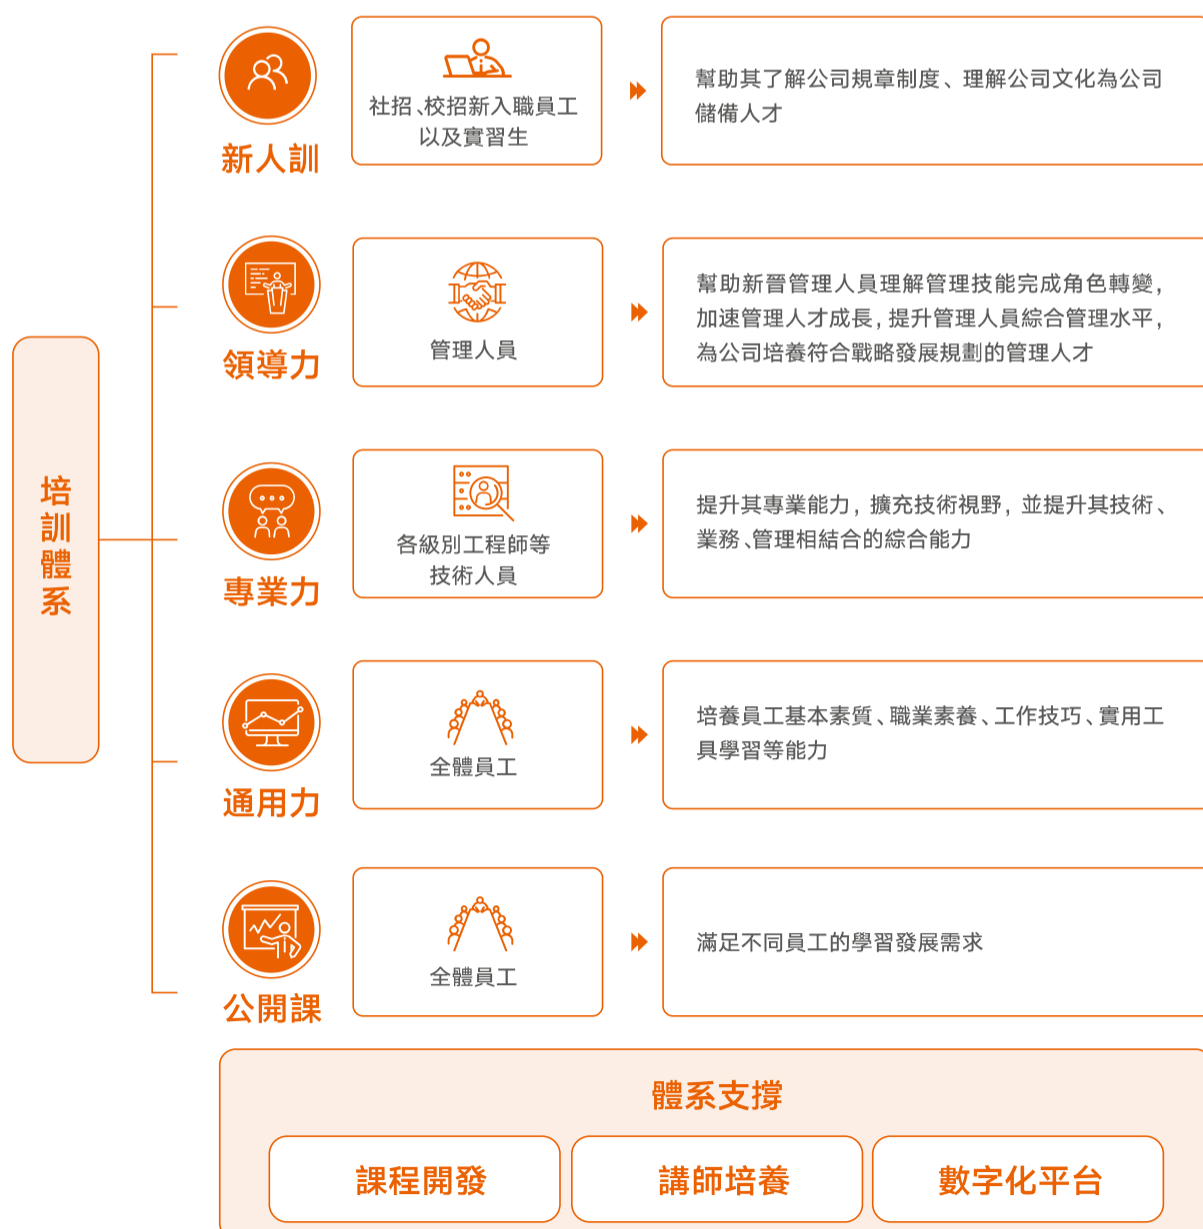 培訓體系
新人訓
社招、校招新入職員工
以及實習生
幫助其了解公司規章制度、理解公司文化為公司
儲備人才
領導力
管理人員
幫助新晉管理人員理解管理技能完成角色轉變，
加速管理人才成長，提升管理人員綜合管理水平，
為公司培養符合戰略發展規劃的管理人才
專業力
各級別工程師等
技術人員
提升其專業能力，擴充技術視野，並提升其技術、
業務、管理相結合的綜合能力
通用力
全體員工
培養員工基本素質、職業素養、工作技巧、實用工
具學習等能力
公開課
全體員工
滿足不同員工的學習發展需求
體系支撐
課程開發
講師培養
數字化平台